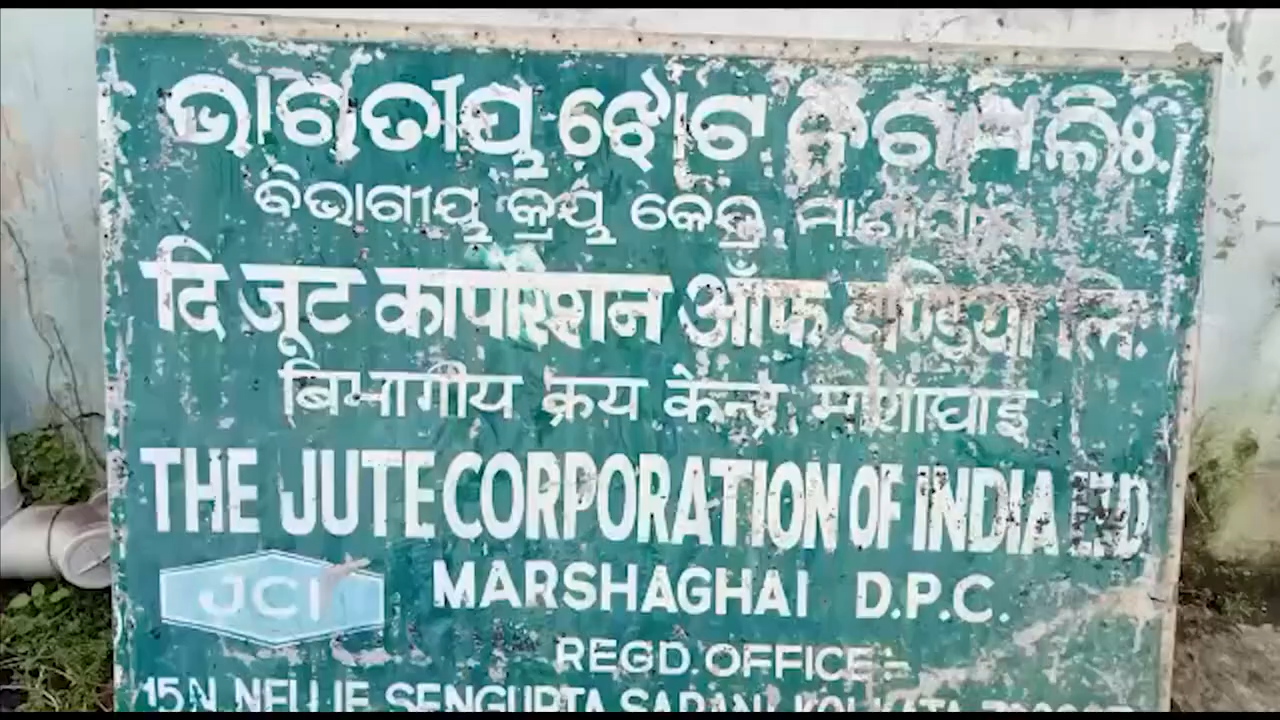 ଭାରତୀୟ ଝୋଟ ନିଗମ ଲିଃ
ବିଭାଗୀୟ କ୍ରୟ କେନ୍ଦ୍ର,
दि जूट कार्पोरेशन ऑफ इण्डिया लि.
बिभागीय क्रय केन्द्र, मार्शाघाइ
THE JUTE CORPORATION OF INDIA LTD
JCI
MARSHAGHAI D.P.C.
REGD. OFFICE :-
15N, NELLIE SENGUPTA SARANI, KOLKATA